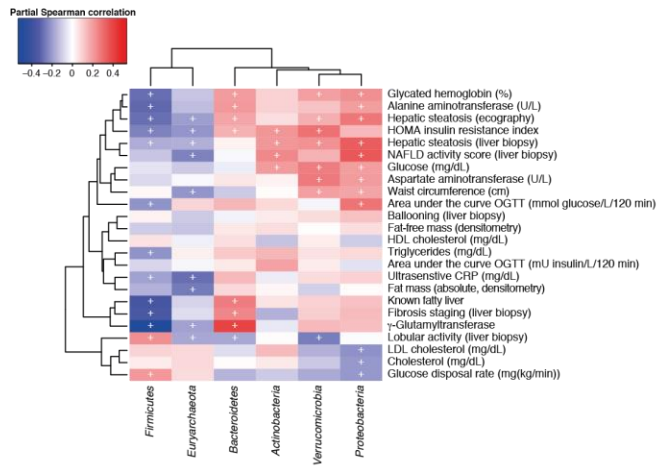 Partial Spearman correlation
−0.4 −0.2 0 0.2
Glycated hemoglobin (%)
Alanine aminotransferase (U/L)
Hepatic steatosis (ecography)
HOMA insulin resistance index
Hepatic steatosis (liver biopsy)
NAFLD activity score (liver biopsy)
Glucose (mg/dL)
Aspartate aminotransferase (U/L)
Waist circumference (cm)
Area under the curve OGTT (mmol glucose/L/120 min)
Ballooning (liver biopsy)
Fat-free mass (densitometry)
HDL cholesterol (mg/dL)
Triglycerides (mg/dL)
Area under the curve OGTT (mU insulin/L/120 min)
Ultrasenstive CRP (mg/dL)
Fat mass (absolute, densitometry)
Known fatty liver
Fibrosis staging (liver biopsy)
γ-Glutamyltransferase
Lobular activity (liver biopsy)
LDL cholesterol (mg/dL)
Cholesterol (mg/dL)
Glucose disposal rate (mg(kg/min))
Firmicutes
Euryarchaeota
Bacteroidetes
Actinobacteria
Verrucomicrobia
Proteobacteria